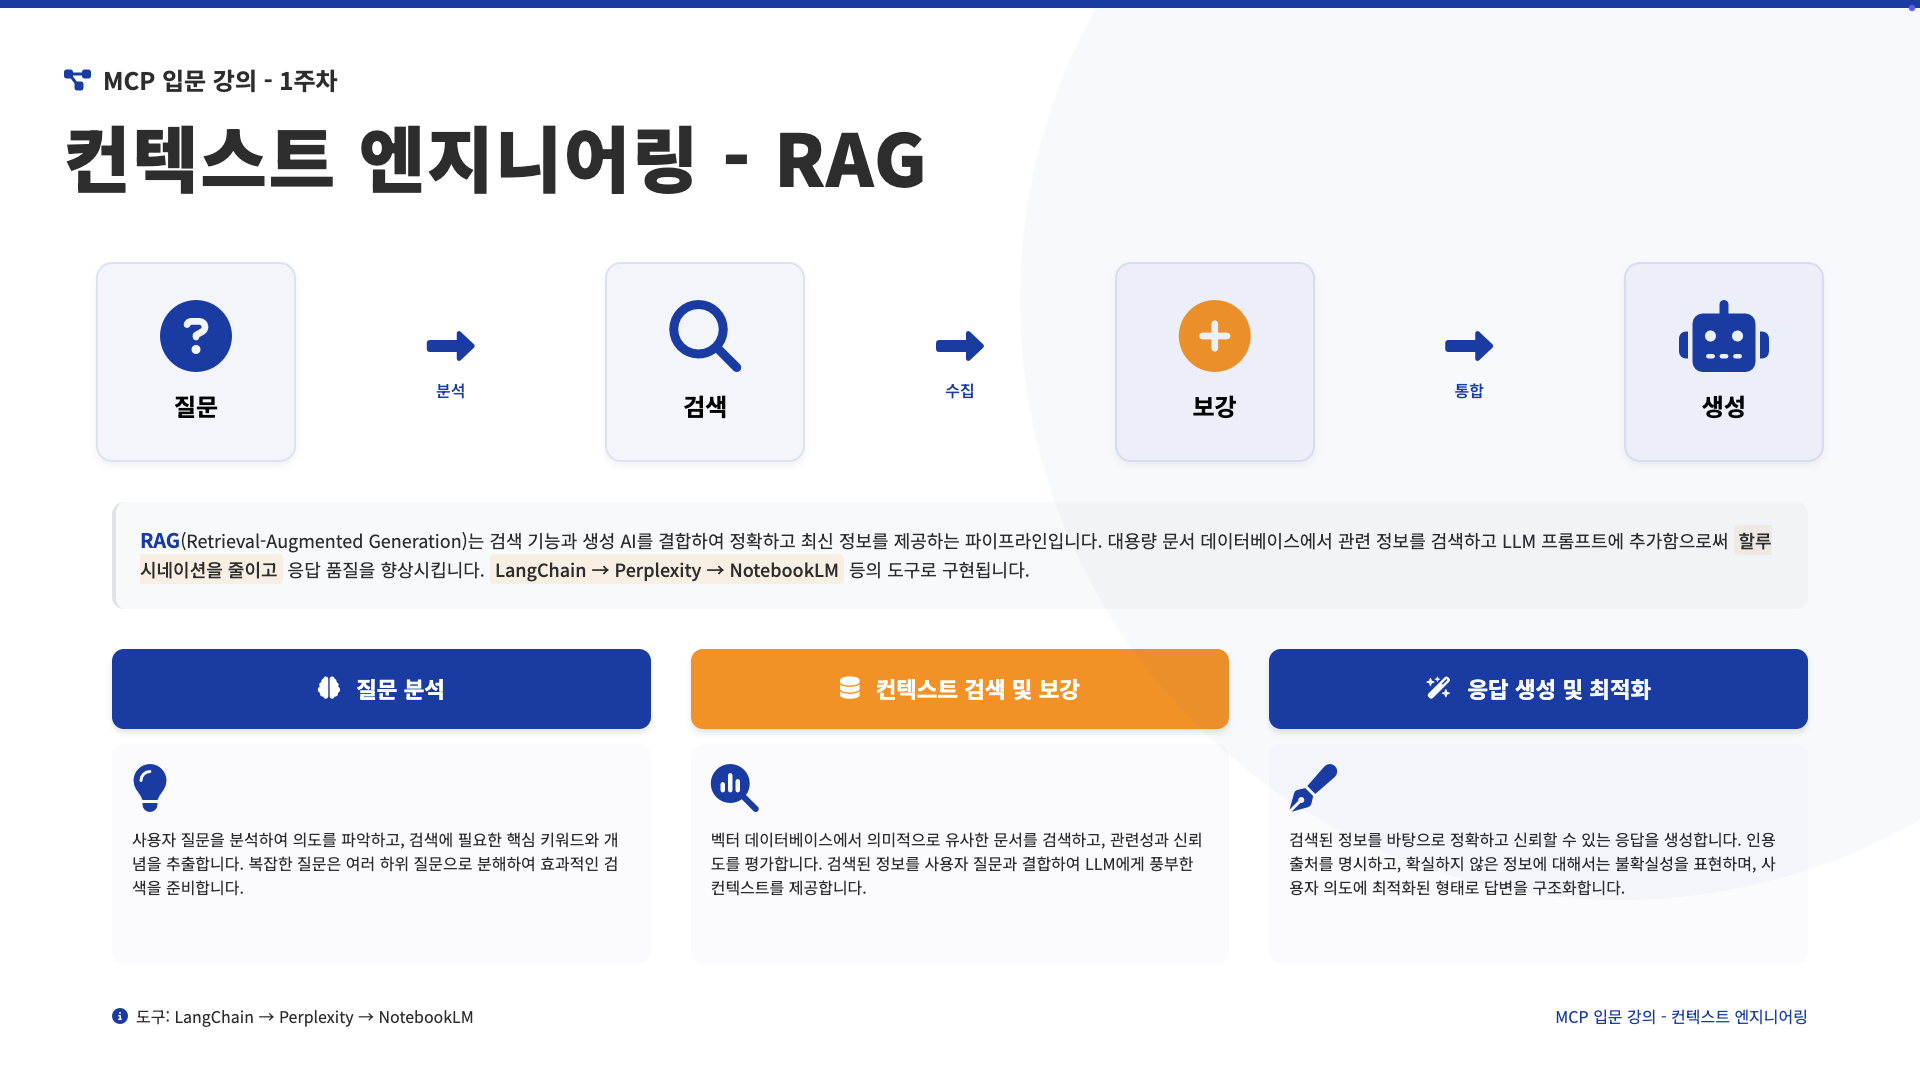 MCP 입문 강의 - 1주차
컨텍스트 엔지니어링 - RAG
질문
분석
검색
수집
보강
통합
생성
RAG(Retrieval-Augmented Generation)는 검색 기능과 생성 AI를 결합하여 정확하고 최신 정보를 제공하는 파이프라인입니다. 대용량 문서 데이터베이스에서 관련 정보를 검색하고 LLM 프롬프트에 추가함으로써 할루
시네이션을 줄이고 응답 품질을 향상시킵니다. LangChain → Perplexity → NotebookLM 등의 도구로 구현됩니다.
질문 분석
사용자 질문을 분석하여 의도를 파악하고, 검색에 필요한 핵심 키워드와 개
념을 추출합니다. 복잡한 질문은 여러 하위 질문으로 분해하여 효과적인 검
색을 준비합니다.
컨텍스트 검색 및 보강
벡터 데이터베이스에서 의미적으로 유사한 문서를 검색하고, 관련성과 신뢰
도를 평가합니다. 검색된 정보를 사용자 질문과 결합하여 LLM에게 풍부한
컨텍스트를 제공합니다.
응답 생성 및 최적화
검색된 정보를 바탕으로 정확하고 신뢰할 수 있는 응답을 생성합니다. 인용
출처를 명시하고, 확실하지 않은 정보에 대해서는 불확실성을 표현하며, 사
용자 의도에 최적화된 형태로 답변을 구조화합니다.
도구: LangChain → Perplexity → NotebookLM
MCP 입문 강의 - 컨텍스트 엔지니어링